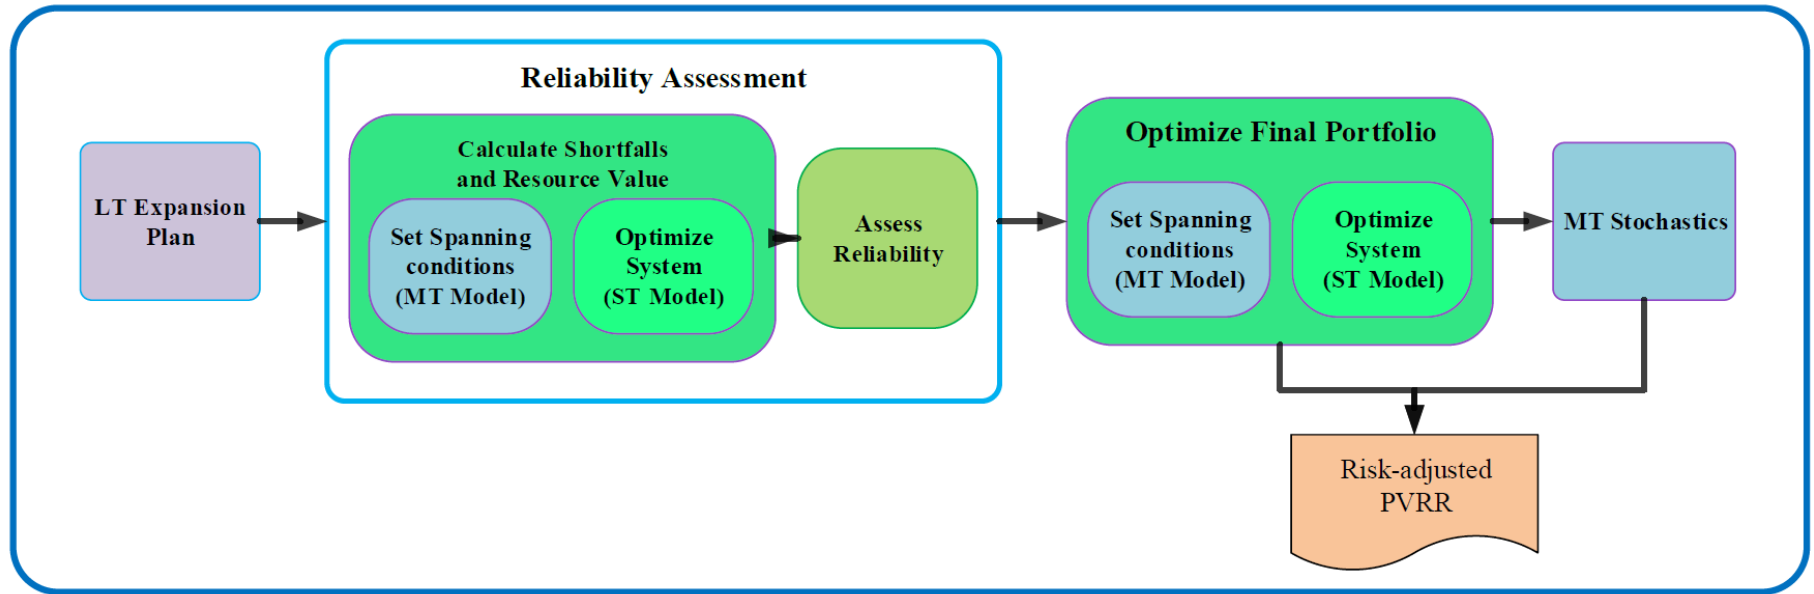 LT Expansion
Plan
Reliability Assessment
Calculate Shortfalls
and Resource Value
Set Spanning
conditions
(MT Model)
Optimize
System
(ST Model)
Assess
Reliability
Optimize Final Portfolio
Set Spanning
conditions
(MT Model)
Optimize
System
(ST Model)
MT Stochastics
Risk-adjusted
PVRR